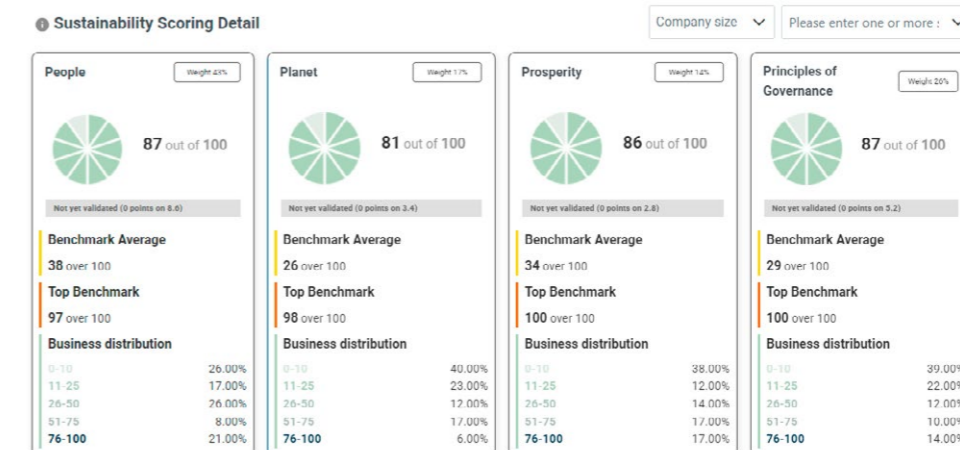 Sustainability Scoring Detail
Company size
Please enter one or more :
People
Weight 43%
87 out of 100
Not yet validated (0 points on 8.6)
Benchmark Average
38 over 100
Top Benchmark
97 over 100
Business distribution
0-10 26.00%
11-25 17.00%
26-50 26.00%
51-75 8.00%
76-100 21.00%
Planet
Weight 17%
81 out of 100
Not yet validated (0 points on 3.4)
Benchmark Average
26 over 100
Top Benchmark
98 over 100
Business distribution
0-10 40.00%
11-25 23.00%
26-50 12.00%
51-75 17.00%
76-100 6.00%
Prosperity
Weight 14%
86 out of 100
Not yet validated (0 points on 2.8)
Benchmark Average
34 over 100
Top Benchmark
100 over 100
Business distribution
0-10 38.00%
11-25 12.00%
26-50 14.00%
51-75 17.00%
76-100 17.00%
Principles of
Governance
Weight 26%
87 out of 100
Not yet validated (0 points on 5.2)
Benchmark Average
29 over 100
Top Benchmark
100 over 100
Business distribution
0-10 39.00%
11-25 22.00%
26-50 12.00%
51-75 10.00%
76-100 14.00%